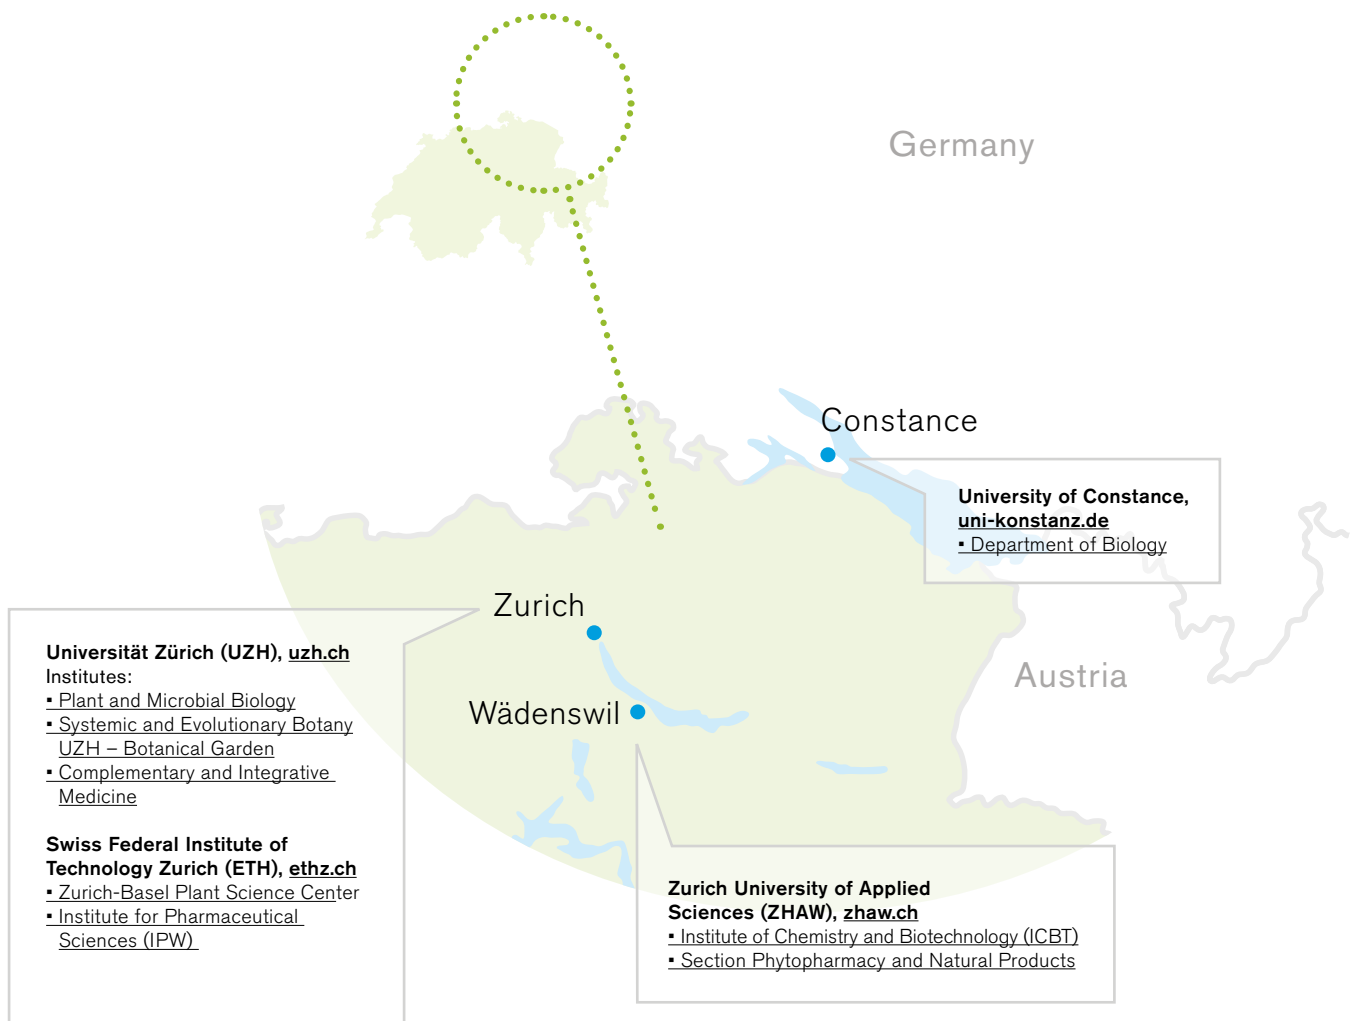 Germany
Constance
University of Constance,
uni-konstanz.de
▪ Department of Biology
Zurich
Austria
Wädenswil
Universität Zürich (UZH), uzh.ch
Institutes:
▪ Plant and Microbial Biology
▪ Systemic and Evolutionary Botany
UZH – Botanical Garden
▪ Complementary and Integrative
Medicine
Swiss Federal Institute of
Technology Zurich (ETH), ethz.ch
▪ Zurich-Basel Plant Science Center
▪ Institute for Pharmaceutical
Sciences (IPW)
Zurich University of Applied
Sciences (ZHAW), zhaw.ch
▪ Institute of Chemistry and Biotechnology (ICBT)
▪ Section Phytopharmacy and Natural Products